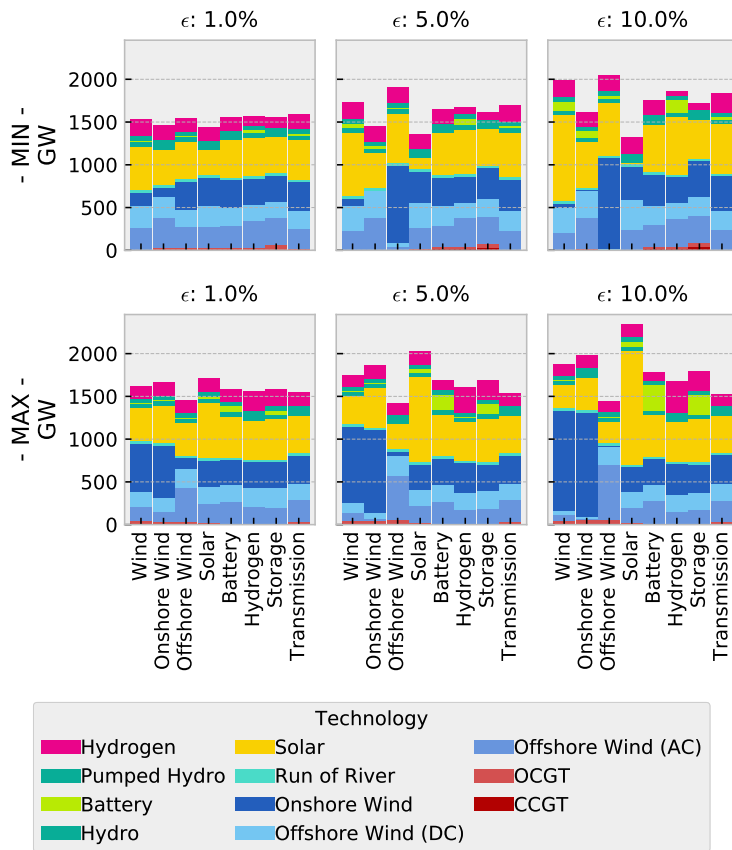 ϵ: 1.0% ϵ: 5.0% ϵ: 10.0%
- MIN -
GW
2000
1500
1000
500
0
ϵ: 1.0% ϵ: 5.0% ϵ: 10.0%
- MAX -
GW
2000
1500
1000
500
0
Wind Onshore Wind Offshore Wind Solar Battery Hydrogen Storage Transmission
Wind Onshore Wind Offshore Wind Solar Battery Hydrogen Storage Transmission
Wind Onshore Wind Offshore Wind Solar Battery Hydrogen Storage Transmission
Technology
Hydrogen Solar Offshore Wind (AC)
Pumped Hydro Run of River OCGT
Battery Onshore Wind CCGT
Hydro Offshore Wind (DC)